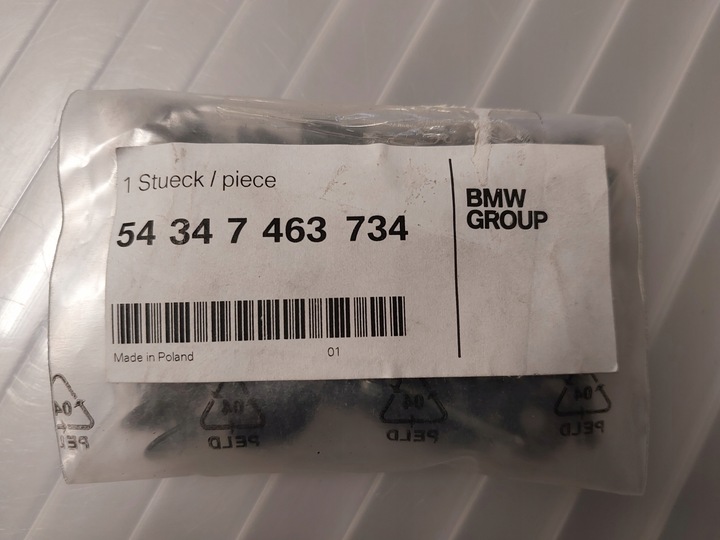 1 Stueck / piece
54 34 7 463 734
BMW
GROUP
Made in Poland
01
04
PELD
04
PELD
04
PELD
04
PELD